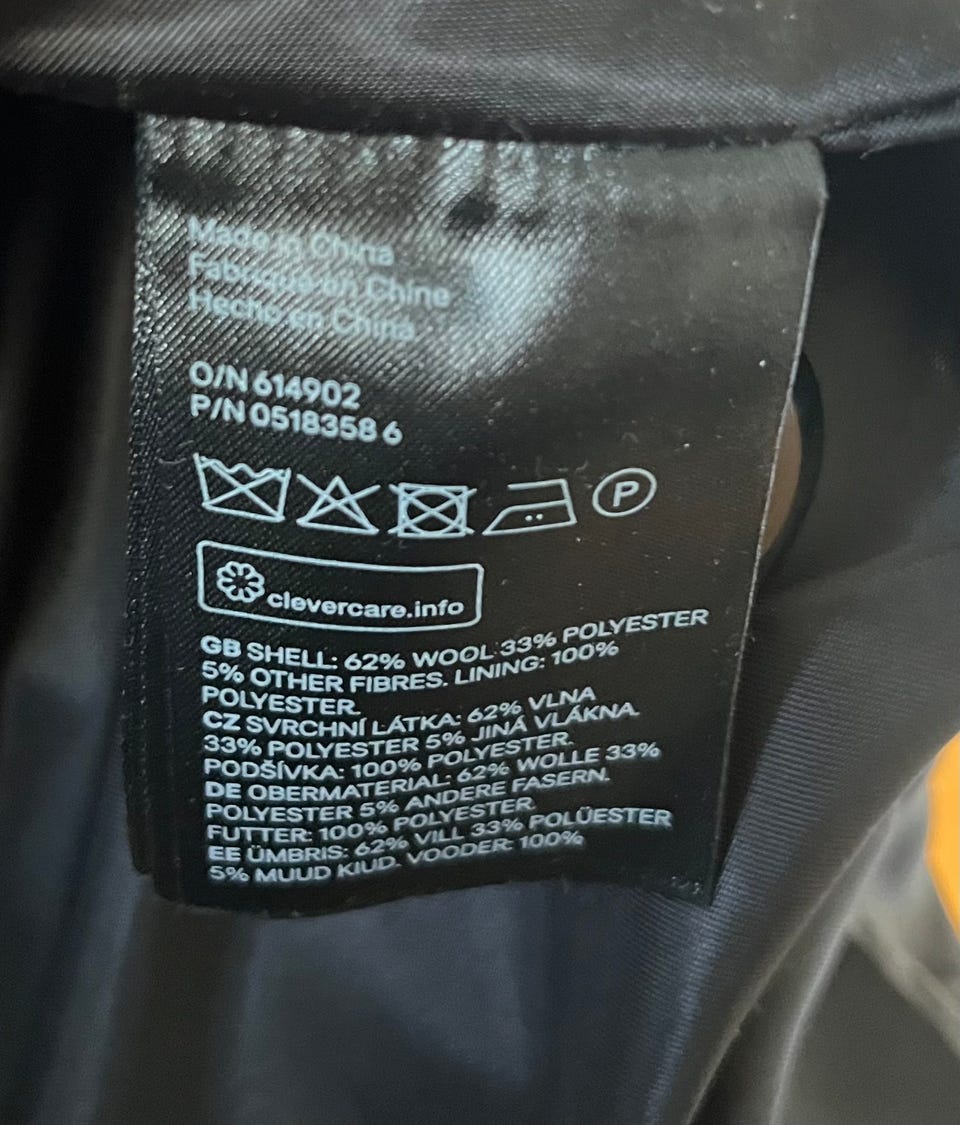 Made in China
Fabriqué en Chine
Hecho en China
O/N 614902
P/N 0518358 6
P
clevercare.info
GB SHELL: 62% WOOL 33% POLYESTER
5% OTHER FIBRES. LINING: 100%
POLYESTER.
CZ SVRCHNÍ LÁTKA: 62% VLNA
33% POLYESTER 5% JINÁ VLÁKNA.
PODŠÍVKA: 100% POLYESTER.
DE OBERMATERIAL: 62% WOLLE 33%
POLYESTER 5% ANDERE FASERN.
FUTTER: 100% POLYESTER.
EE ÜMBRIS: 62% VILL 33% POLÜESTER
5% MUUD KIUD. VOODER: 100%